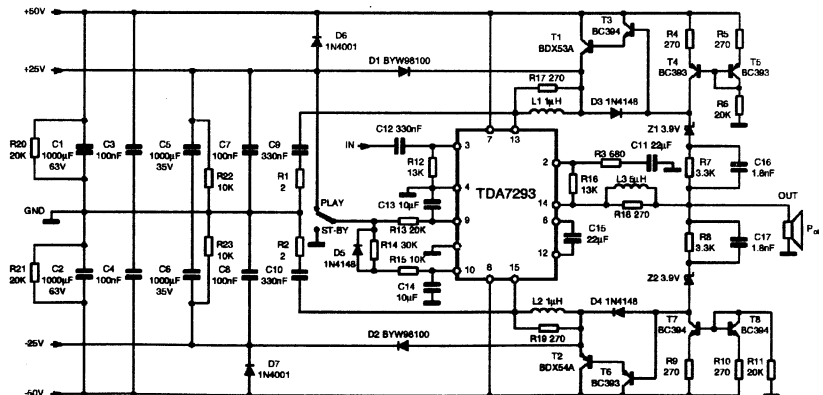 +50V
D6
1N4001
T1
BDX53A
T3
BC394
R4
270
R5
270
+25V
D1 BYW98100
R17 270
T4
BC393
T5
BC393
L1 1µH
D3 1N4148
R6
20K
Z1 3.9V
R20
20K
C1
1000µF
63V
C3
100nF
C5
1000µF
35V
C7
100nF
C9
330nF
IN
C12 330nF
3
7
13
2
R3 680
C11 22µF
R12
13K
R16
13K
R7
3.3K
C16
1.8nF
R22
10K
R1
2
4
TDA7293
14
L3 5µH
C13 10µF
OUT
GND
PLAY
ST-BY
R13 20K
9
6
R18 270
R14 30K
C15
22µF
R21
20K
C2
1000µF
63V
C4
100nF
C6
1000µF
35V
R23
10K
C8
100nF
R2
2
C10
330nF
D5
1N4148
R15 10K
10
12
8
15
R8
3.3K
C17
1.8nF
Z2 3.9V
C14
10µF
L2 1µH
D4 1N4148
R19 270
T7
BC394
T8
BC394
-25V
D2 BYW98100
D7
1N4001
T2
BDX54A
T6
BC393
R9
270
R10
270
R11
20K
-50V